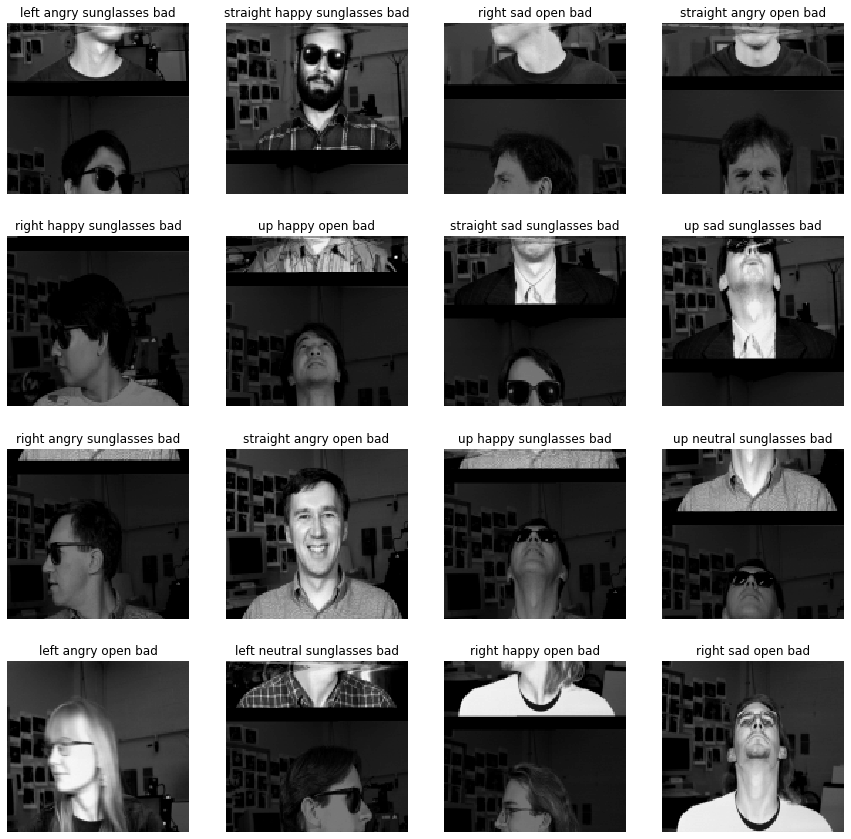 left angry sunglasses bad
straight happy sunglasses bad
right sad open bad
straight angry open bad
right happy sunglasses bad
up happy open bad
straight sad sunglasses bad
up sad sunglasses bad
right angry sunglasses bad
straight angry open bad
up happy sunglasses bad
up neutral sunglasses bad
left angry open bad
left neutral sunglasses bad
right happy open bad
right sad open bad